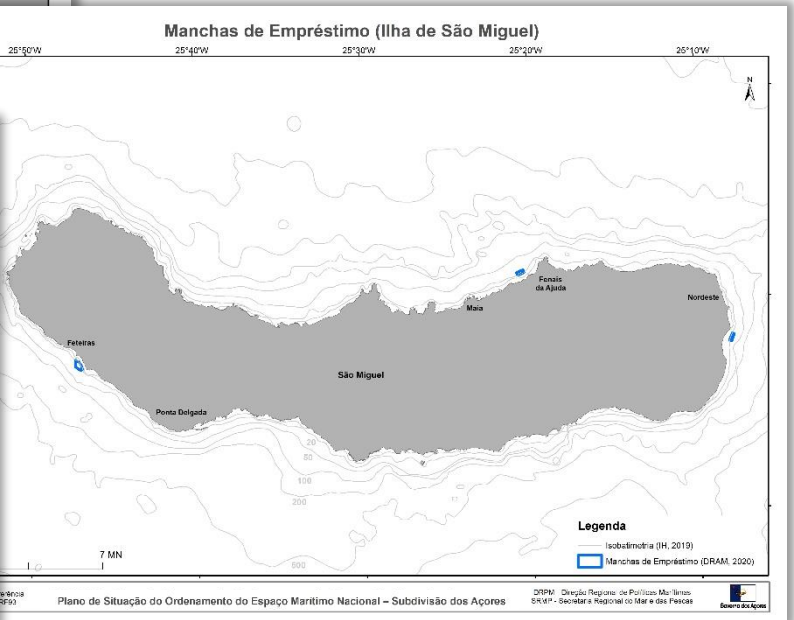 Manchas de Empréstimo (Ilha de São Miguel)
25°50'W 25°40'W 25°30'W 25°20'W 25°10'W
N
Fenais
da Ajuda
Nordeste
Maia
Feteiras
São Miguel
Ponta Delgada
20
50
100
200
500
Legenda
Isobatimetria (IH, 2019)
Manchas de Empréstimo (DRAM, 2020)
7 MN
Plano de Situação do Ordenamento do Espaço Marítimo Nacional – Subdivisão dos Açores
DRPM - Direção Regional de Políticas Marítimas
SRMP - Secretaria Regional do Mar e das Pescas
Governo dos Açores